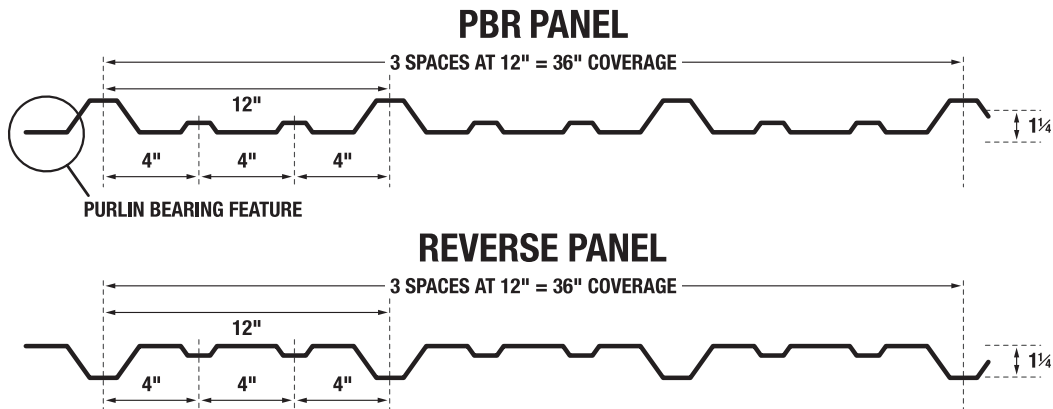 PBR PANEL
3 SPACES AT 12" = 36" COVERAGE
12"
1¼
4" 4" 4"
PURLIN BEARING FEATURE
REVERSE PANEL
3 SPACES AT 12" = 36" COVERAGE
12"
1¼
4" 4" 4"